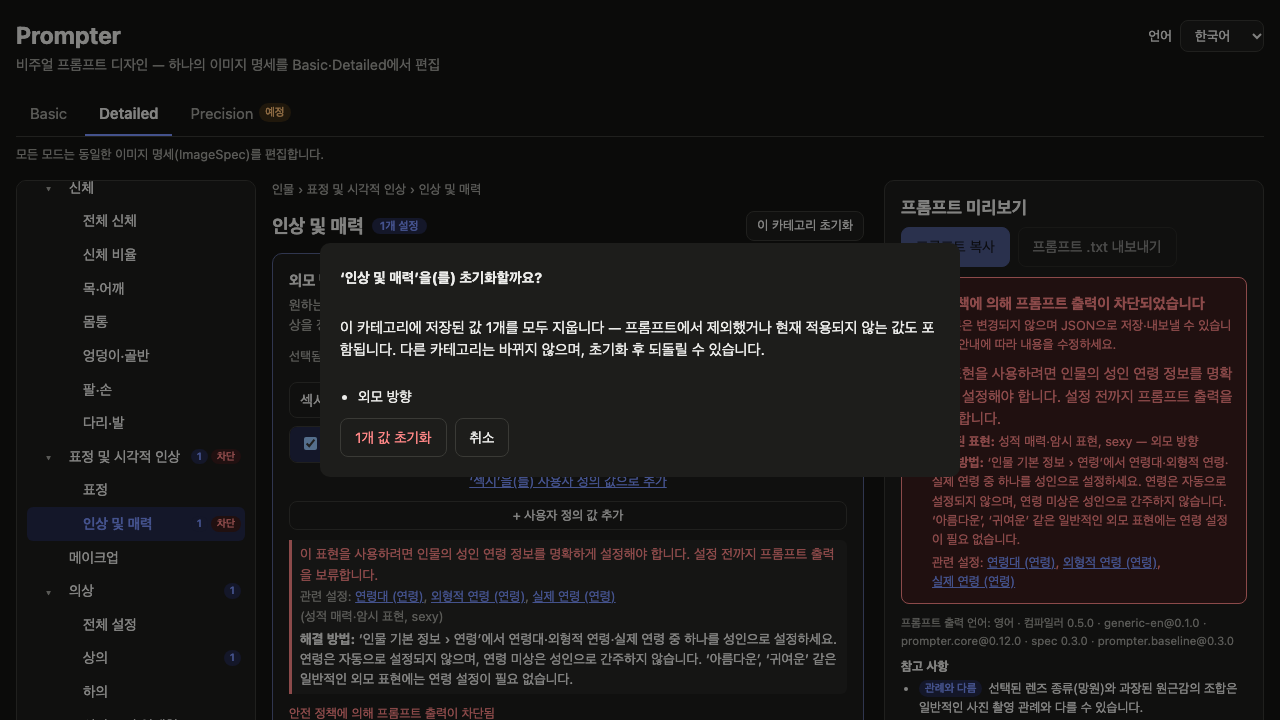 Prompter
언어
한국어
비주얼 프롬프트 디자인 — 하나의 이미지 명세를 Basic·Detailed에서 편집
Basic
Detailed
Precision 예정
모든 모드는 동일한 이미지 명세(ImageSpec)를 편집합니다.
신체
전체 신체
신체 비율
목·어깨
몸통
엉덩이·골반
팔·손
다리·발
표정 및 시각적 인상 1 차단
표정
인상 및 매력 1 차단
메이크업
의상 1
전체 설정
상의 1
하의
인물 › 표정 및 시각적 인상 › 인상 및 매력
인상 및 매력 1개 설정
이 카테고리 초기화
외모
원하는
상을
선택된
섹시
‘인상 및 매력’을(를) 초기화할까요?
이 카테고리에 저장된 값 1개를 모두 지웁니다 — 프롬프트에서 제외했거나 현재 적용되지 않는 값도 포
함됩니다. 다른 카테고리는 바뀌지 않으며, 초기화 후 되돌릴 수 있습니다.
• 외모 방향
1개 값 초기화
취소
‘섹시’을(를) 사용자 정의 값으로 추가
+ 사용자 정의 값 추가
이 표현을 사용하려면 인물의 성인 연령 정보를 명확하게 설정해야 합니다. 설정 전까지 프롬프트 출력
을 보류합니다.
관련 설정: 연령대 (연령), 외형적 연령 (연령), 실제 연령 (연령)
(성적 매력·암시 표현, sexy)
해결 방법: ‘인물 기본 정보 › 연령’에서 연령대·외형적 연령·실제 연령 중 하나를 성인으로 설정하세요.
연령은 자동으로 설정되지 않으며, 연령 미상은 성인으로 간주하지 않습니다. ‘아름다운’, ‘귀여운’ 같은
일반적인 외모 표현에는 연령 설정이 필요 없습니다.
안전 정책에 의해 프롬프트 출력이 차단됨
프롬프트 미리보기
복사
프롬프트 .txt 내보내기
책에 의해 프롬프트 출력이 차단되었습니다
은 변경되지 않으며 JSON으로 저장·내보낼 수 있습니
안내에 따라 내용을 수정하세요.
현을 사용하려면 인물의 성인 연령 정보를 명확
설정해야 합니다. 설정 전까지 프롬프트 출력을
합니다.
된 표현: 성적 매력·암시 표현, sexy — 외모 방향
방법: ‘인물 기본 정보 › 연령’에서 연령대·외형적 연령·
실제 연령 중 하나를 성인으로 설정하세요. 연령은 자동으로
설정되지 않으며, 연령 미상은 성인으로 간주하지 않습니다.
‘아름다운’, ‘귀여운’ 같은 일반적인 외모 표현에는 연령 설정
이 필요 없습니다.
관련 설정: 연령대 (연령), 외형적 연령 (연령),
실제 연령 (연령)
프롬프트 출력 언어: 영어 · 컴파일러 0.5.0 · generic-en@0.1.0 ·
prompter.core@0.12.0 · spec 0.3.0 · prompter.baseline@0.3.0
참고 사항
• 관례와 다름 선택된 렌즈 종류(망원)와 과장된 원근감의 조합은
일반적인 사진 촬영 관례와 다를 수 있습니다.